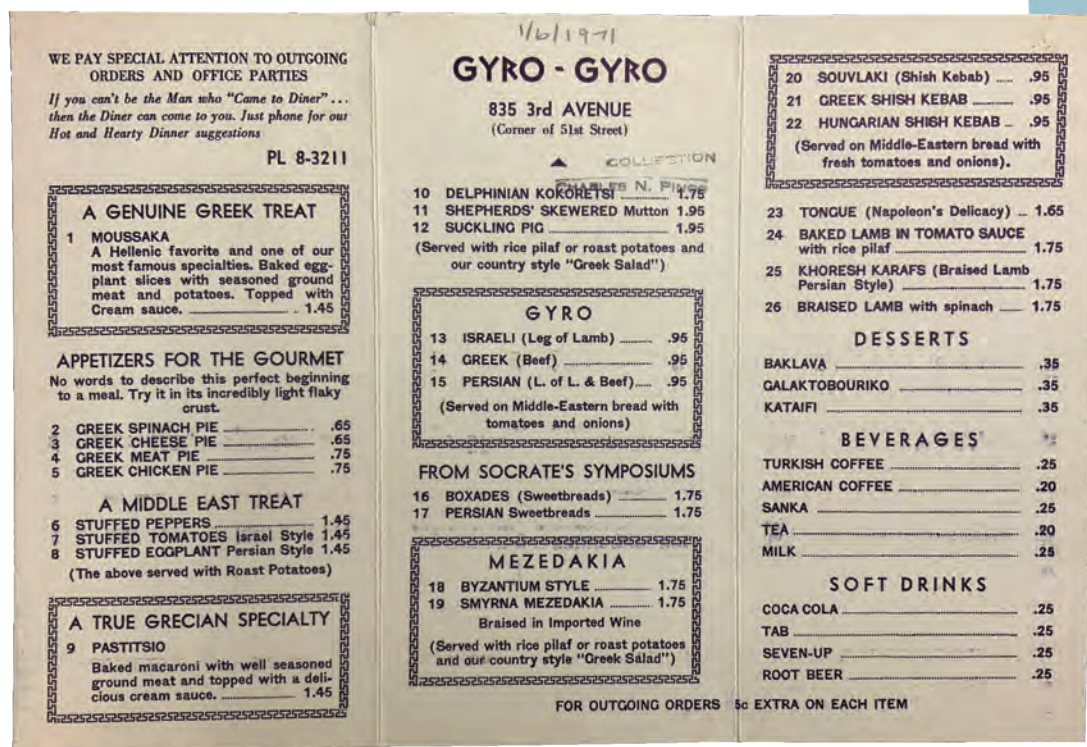 WE PAY SPECIAL ATTENTION TO OUTGOING
ORDERS AND OFFICE PARTIES
If you can't be the Man who "Came to Diner"...
then the Diner can come to you. Just phone for our
Hot and Hearty Dinner suggestions
PL 8-3211
A GENUINE GREEK TREAT
1 MOUSSAKA
A Hellenic favorite and one of our
most famous specialties. Baked egg-
plant slices with seasoned ground
meat and potatoes. Topped with
Cream sauce. 1.45
APPETIZERS FOR THE GOURMET
No words to describe this perfect beginning
to a meal. Try it in its incredibly light flaky
crust.
2 GREEK SPINACH PIE .65
3 GREEK CHEESE PIE .65
4 GREEK MEAT PIE .75
5 GREEK CHICKEN PIE .75
A MIDDLE EAST TREAT
6 STUFFED PEPPERS 1.45
7 STUFFED TOMATOES Israel Style 1.45
8 STUFFED EGGPLANT Persian Style 1.45
(The above served with Roast Potatoes)
A TRUE GRECIAN SPECIALTY
9 PASTITSIO
Baked macaroni with well seasoned
ground meat and topped with a deli-
cious cream sauce. 1.45
1/6/1971
GYRO - GYRO
835 3rd AVENUE
(Corner of 51st Street)
COLLECTION
CHARLES N. 
10 DELPHINIAN KOKORETSI 1.75
11 SHEPHERDS' SKEWERED Mutton 1.95
12 SUCKLING PIG 1.95
(Served with rice pilaf or roast potatoes and
our country style "Greek Salad")
GYRO
13 ISRAELI (Leg of Lamb) .95
14 GREEK (Beef) .95
15 PERSIAN (L. of L. & Beef) .95
(Served on Middle-Eastern bread with
tomatoes and onions)
FROM SOCRATE'S SYMPOSIUMS
16 BOXADES (Sweetbreads) 1.75
17 PERSIAN Sweetbreads 1.75
MEZEDAKIA
18 BYZANTIUM STYLE 1.75
19 SMYRNA MEZEDAKIA 1.75
Braised in Imported Wine
(Served with rice pilaf or roast potatoes
and our country style "Greek Salad")
20 SOUVLAKI (Shish Kebab) .95
21 GREEK SHISH KEBAB .95
22 HUNGARIAN SHISH KEBAB .95
(Served on Middle-Eastern bread with
fresh tomatoes and onions).
23 TONGUE (Napoleon's Delicacy) 1.65
24 BAKED LAMB IN TOMATO SAUCE
with rice pilaf 1.75
25 KHORESH KARAFS (Braised Lamb
Persian Style) 1.75
26 BRAISED LAMB with spinach 1.75
DESSERTS
BAKLAVA .35
GALAKTOBOURIKO .35
KATAIFI .35
BEVERAGES
TURKISH COFFEE .25
AMERICAN COFFEE .20
SANKA .25
TEA .20
MILK .25
SOFT DRINKS
COCA COLA .25
TAB .25
SEVEN-UP .25
ROOT BEER .25
FOR OUTGOING ORDERS 5c EXTRA ON EACH ITEM